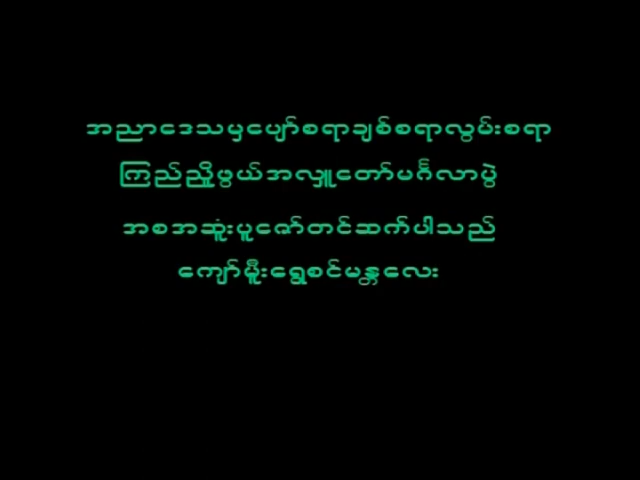 အညာဒေသမှပျော်စရာချစ်စရာလွမ်းစရာ
ကြည်ညိူဖွယ်အလှူတော်မင်္ဂလာပွဲ
အစအဆူံးပူဇော်တင်ဆက်ပါသည်
ကျော်မိူးရွှေစင်မန္တလေး